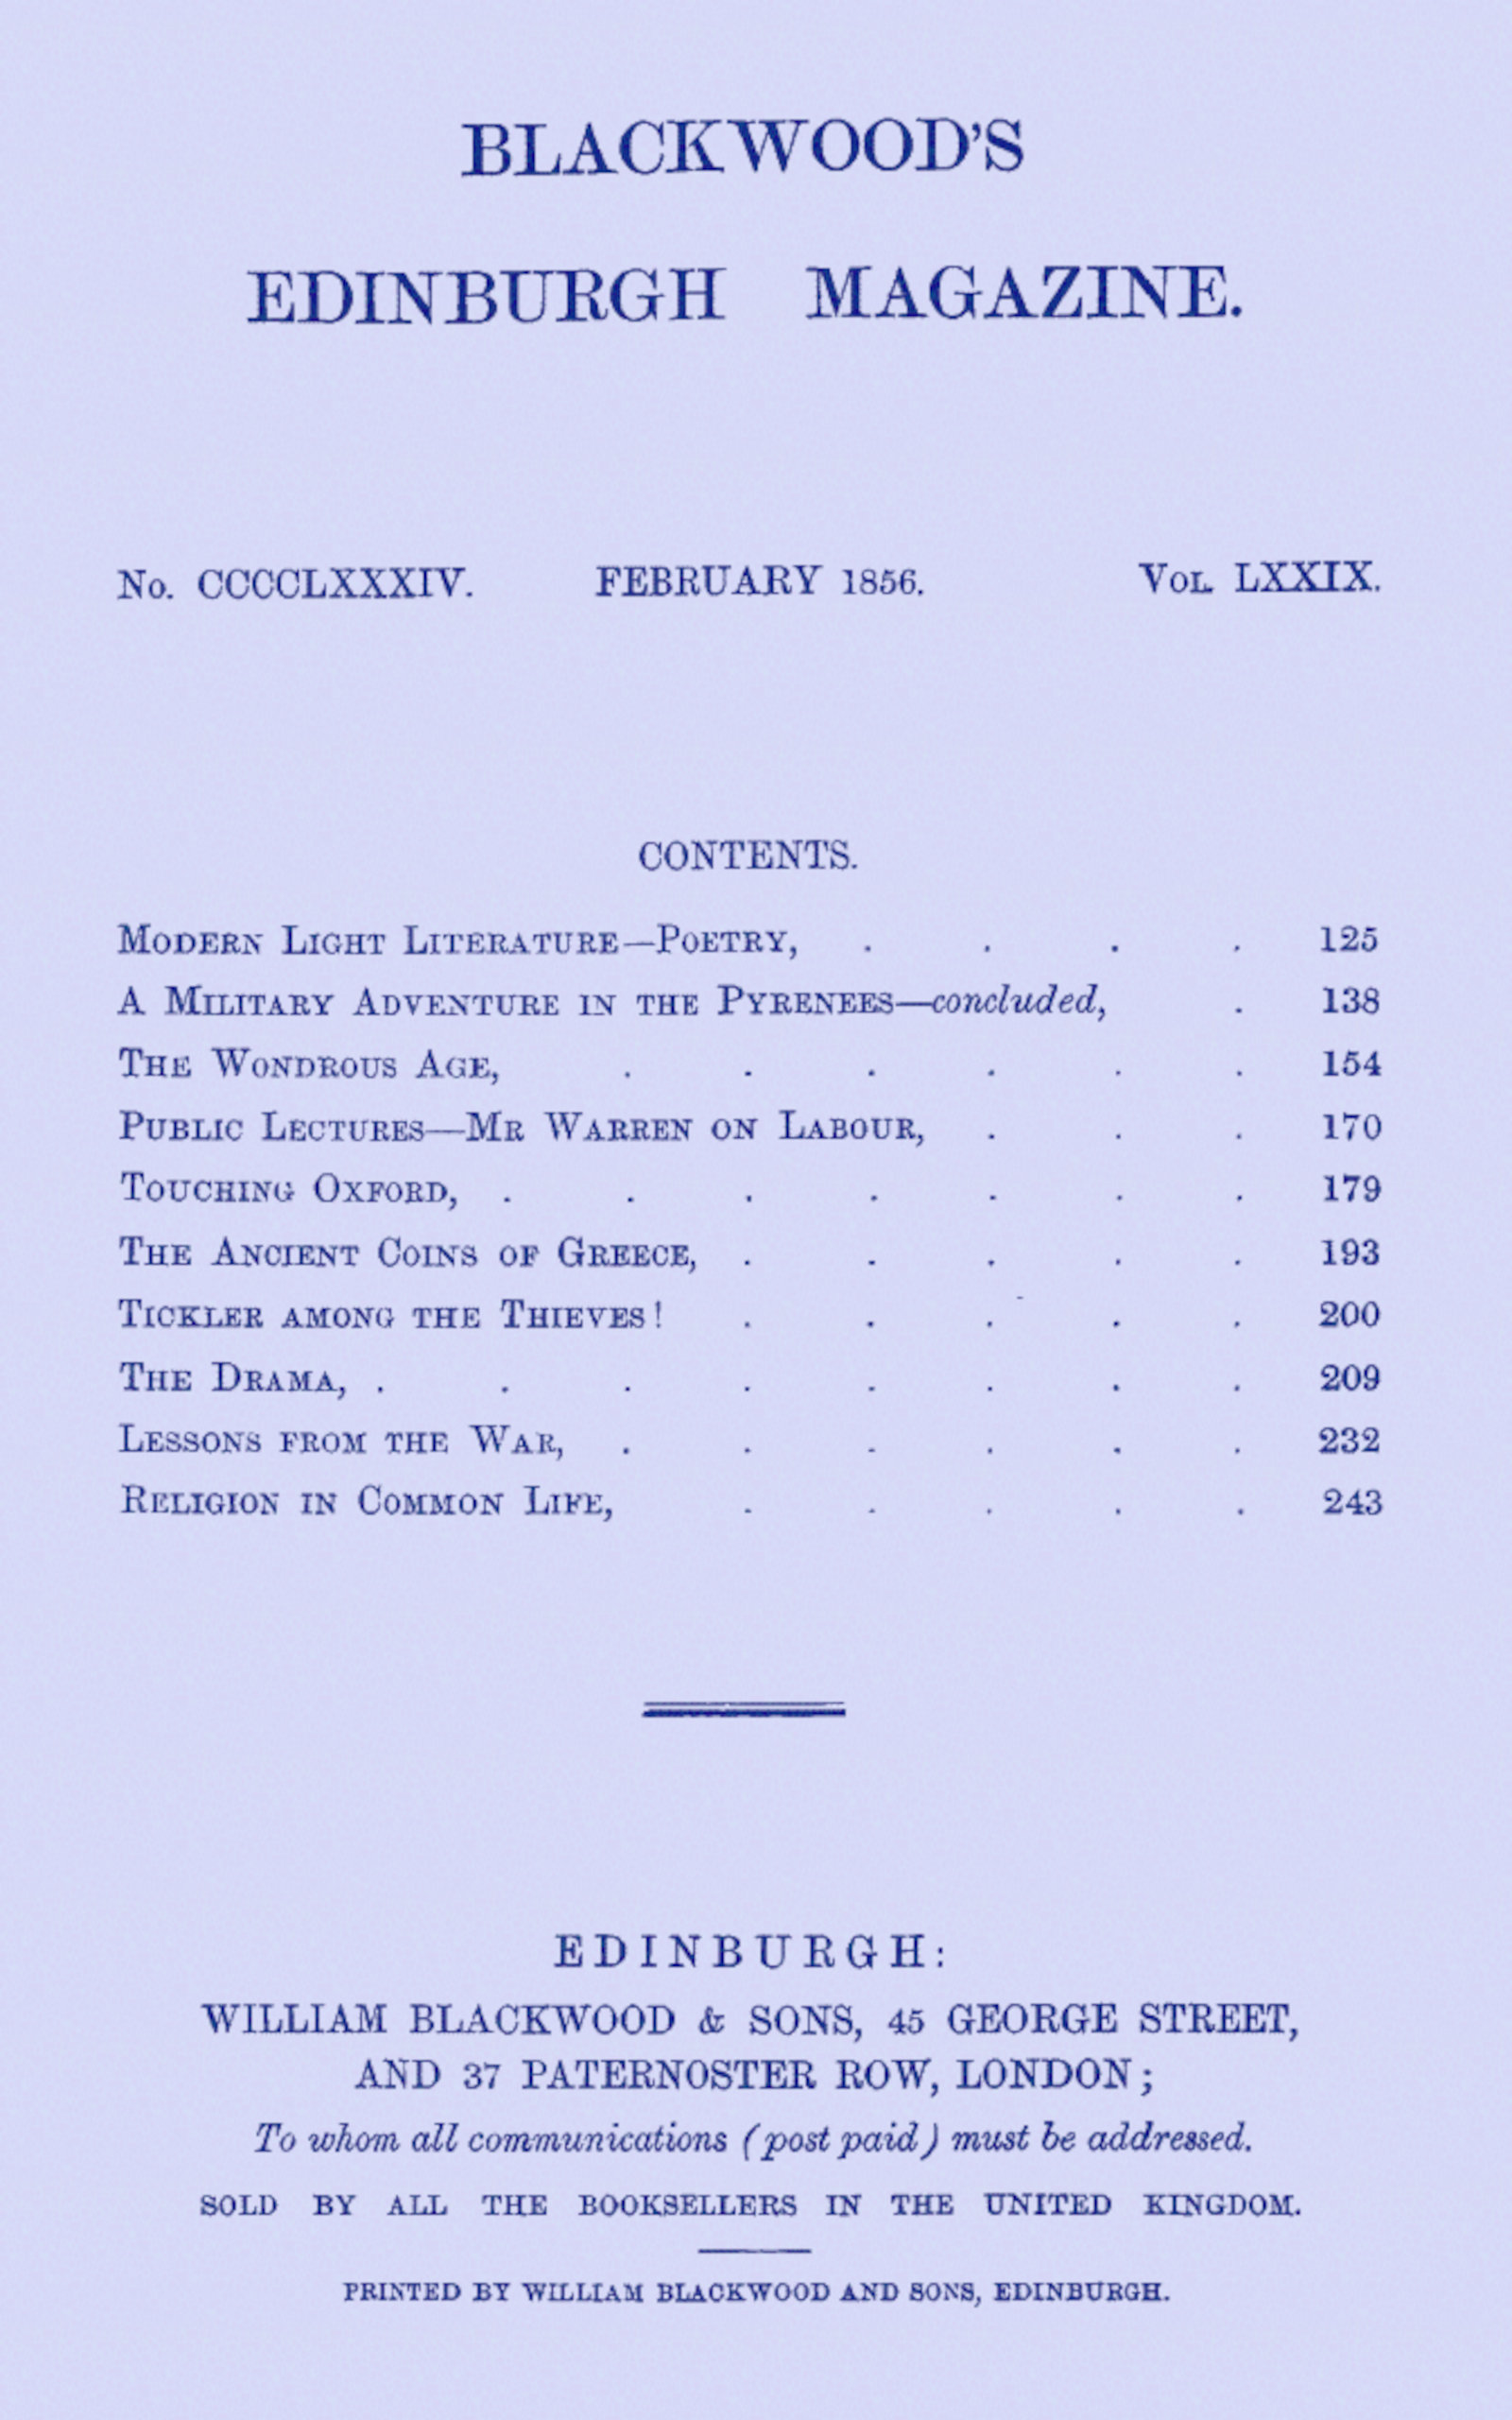 BLACKWOOD'S
EDINBURGH MAGAZINE.
No. CCCCLXXXIV. FEBRUARY 1856. Vol. LXXIX.
CONTENTS.
Modern Light Literature—Poetry, . . . . 125
A Military Adventure in the Pyrenees—concluded, . 138
The Wondrous Age, . . . . . . 154
Public Lectures—Mr Warren on Labour, . . . 170
Touching Oxford, . . . . . . . 179
The Ancient Coins of Greece, . . . . . 193
Tickler among the Thieves! . . . . . 200
The Drama, . . . . . . . . 209
Lessons from the War, . . . . . . 232
Religion in Common Life, . . . . . 243
EDINBURGH:
WILLIAM BLACKWOOD & SONS, 45 GEORGE STREET,
AND 37 PATERNOSTER ROW, LONDON;
To whom all communications (post paid) must be addressed.
SOLD BY ALL THE BOOKSELLERS IN THE UNITED KINGDOM.
PRINTED BY WILLIAM BLACKWOOD AND SONS, EDINBURGH.